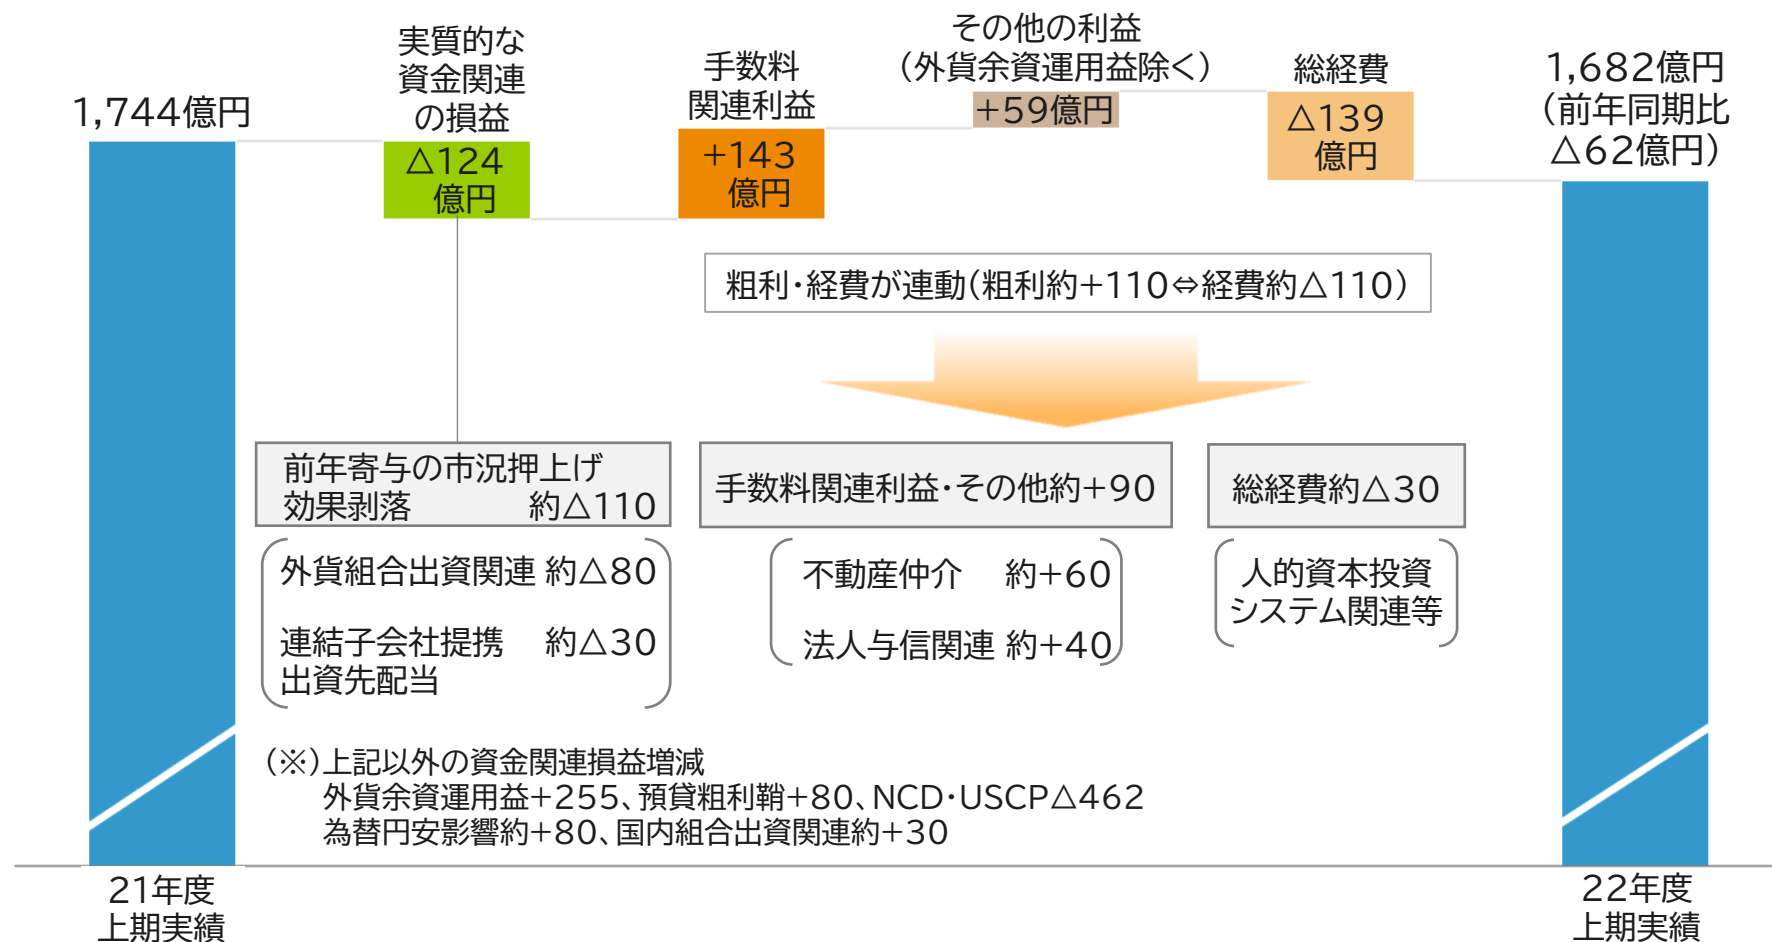 1,744億円
実質的な
資金関連
の損益
△124
億円
手数料
関連利益
+143
億円
その他の利益
(外貨余資運用益除く)
+59億円
総経費
△139
億円
1,682億円
(前年同期比
△62億円)
粗利・経費が連動(粗利約+110⇔経費約△110)
前年寄与の市況押上げ
効果剥落 約△110
外貨組合出資関連 約△80
連結子会社提携 約△30
出資先配当
手数料関連利益・その他約+90
不動産仲介 約+60
法人与信関連 約+40
総経費約△30
人的資本投資
システム関連等
(※)上記以外の資金関連損益増減
外貨余資運用益+255、預貸粗利鞘+80、NCD・USCP△462
為替円安影響約+80、国内組合出資関連約+30
21年度
上期実績
22年度
上期実績